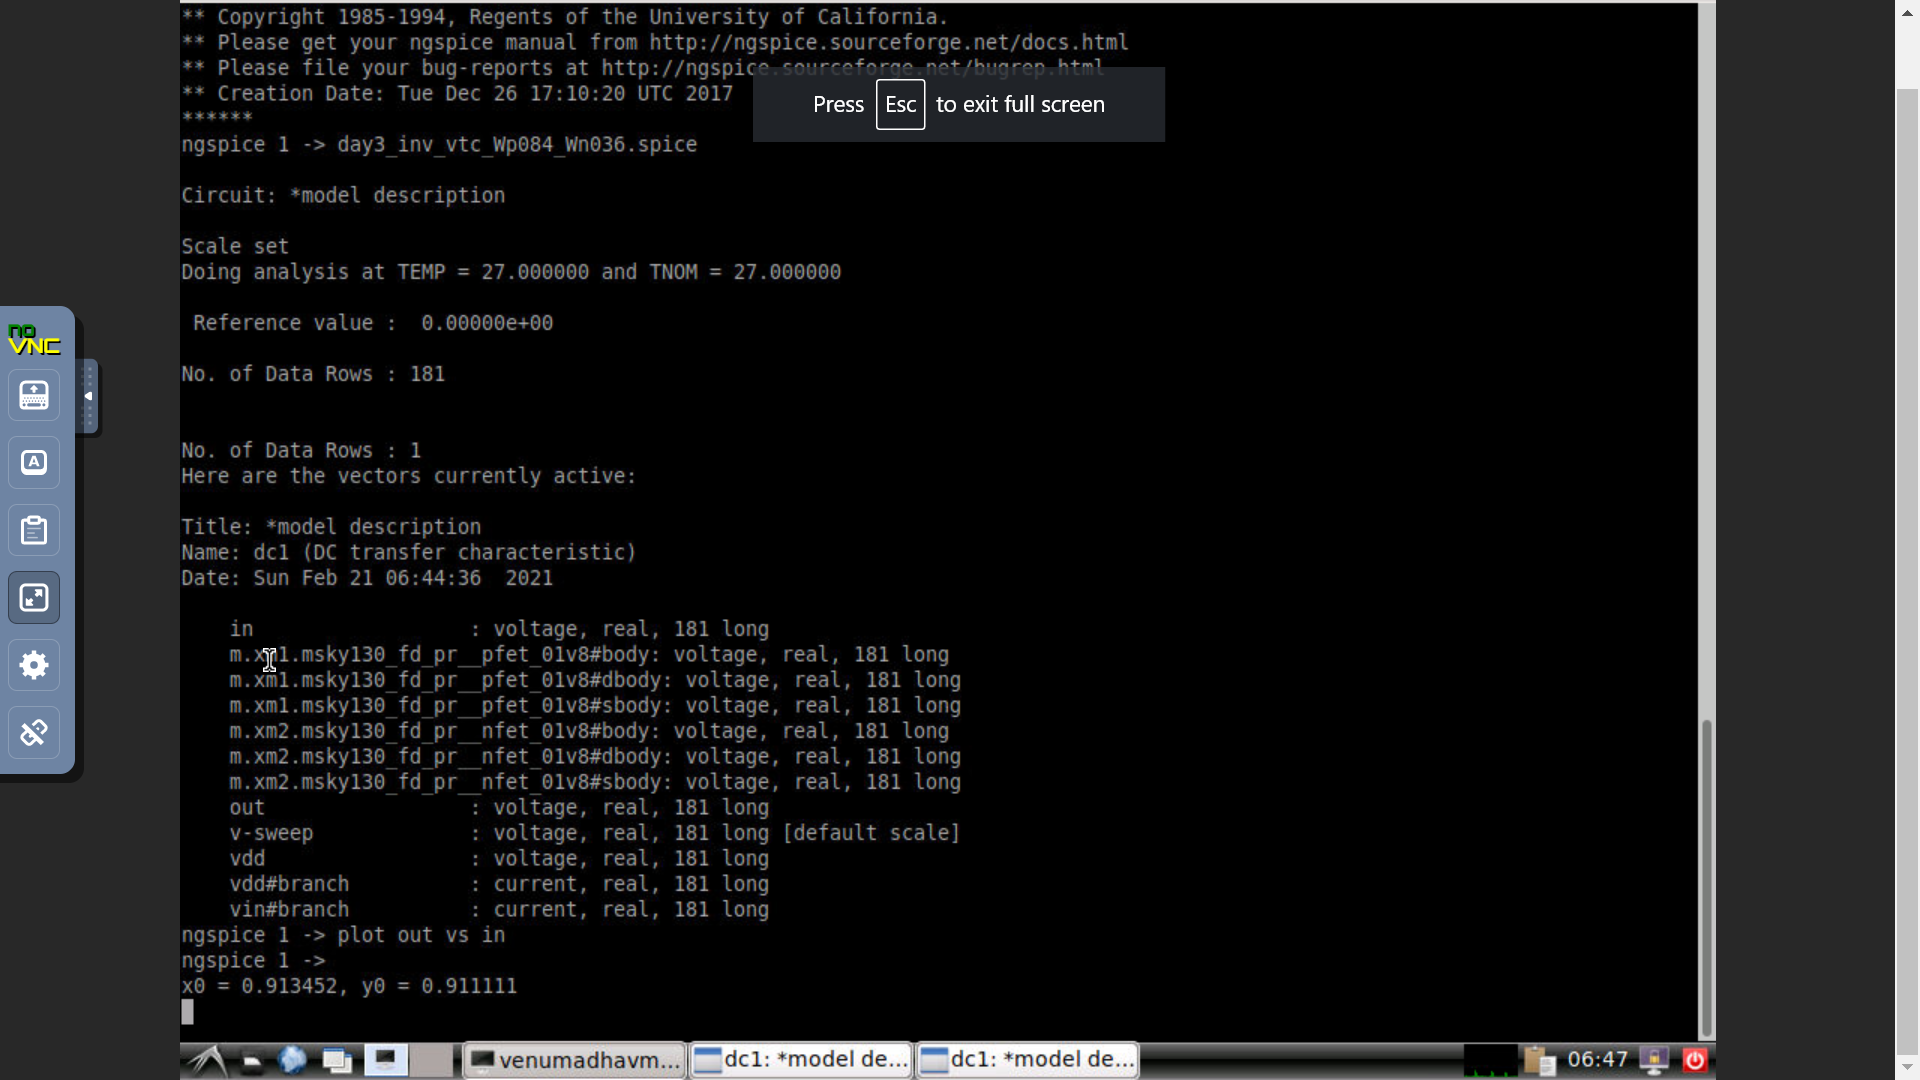 ** Copyright 1985-1994, Regents of the University of California.
** Please get your ngspice manual from http://ngspice.sourceforge.net/docs.html
** Please file your bug-reports at http://ngspice.sourceforge.net/bugrep.html
** Creation Date: Tue Dec 26 17:10:20 UTC 2017
Press Esc to exit full screen
******
ngspice 1 -> day3_inv_vtc_Wp084_Wn036.spice
Circuit: *model description
Scale set
Doing analysis at TEMP = 27.000000 and TNOM = 27.000000
Reference value :  0.00000e+00
no
VNC
No. of Data Rows : 181
No. of Data Rows : 1
A
Here are the vectors currently active:
Title: *model description
Name: dc1 (DC transfer characteristic)
Date: Sun Feb 21 06:44:36  2021
in : voltage, real, 181 long
m.xm1.msky130_fd_pr__pfet_01v8#body: voltage, real, 181 long
m.xm1.msky130_fd_pr__pfet_01v8#dbody: voltage, real, 181 long
m.xm1.msky130_fd_pr__pfet_01v8#sbody: voltage, real, 181 long
m.xm2.msky130_fd_pr__nfet_01v8#body: voltage, real, 181 long
m.xm2.msky130_fd_pr__nfet_01v8#dbody: voltage, real, 181 long
m.xm2.msky130_fd_pr__nfet_01v8#sbody: voltage, real, 181 long
out : voltage, real, 181 long
v-sweep : voltage, real, 181 long [default scale]
vdd : voltage, real, 181 long
vdd#branch : current, real, 181 long
vin#branch : current, real, 181 long
ngspice 1 -> plot out vs in
ngspice 1 ->
x0 = 0.913452, y0 = 0.911111
venumadhavm... dc1: *model de... dc1: *model de... 06:47